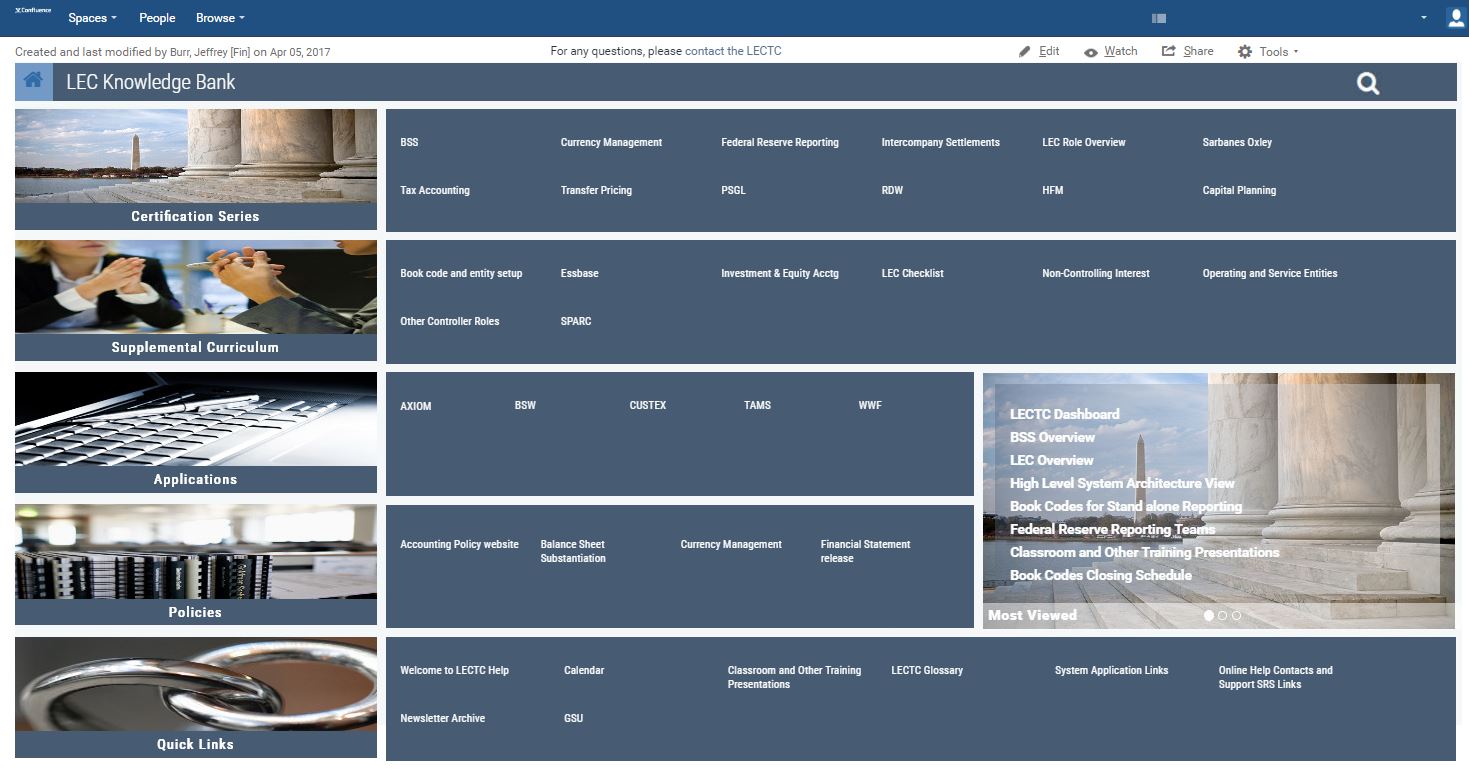 Confluence
Spaces
People
Browse
Created and last modified by Burr, Jeffrey [Fin] on Apr 05, 2017
For any questions, please contact the LECTC
Edit
Watch
Share
Tools
LEC Knowledge Bank
Certification Series
BSS
Currency Management
Federal Reserve Reporting
Intercompany Settlements
LEC Role Overview
Sarbanes Oxley
Tax Accounting
Transfer Pricing
PSGL
RDW
HFM
Capital Planning
Supplemental Curriculum
Book code and entity setup
Essbase
Investment & Equity Acctg
LEC Checklist
Non-Controlling Interest
Operating and Service Entities
Other Controller Roles
SPARC
Applications
AXIOM
BSW
CUSTEX
TAMS
WWF
Policies
Accounting Policy website
Balance Sheet
Substantiation
Currency Management
Financial Statement
release
LECTC Dashboard
BSS Overview
LEC Overview
High Level System Architecture View
Book Codes for Stand alone Reporting
Federal Reserve Reporting Teams
Classroom and Other Training Presentations
Book Codes Closing Schedule
Most Viewed
Quick Links
Welcome to LECTC Help
Calendar
Classroom and Other Training
Presentations
LECTC Glossary
System Application Links
Online Help Contacts and
Support SRS Links
Newsletter Archive
GSU